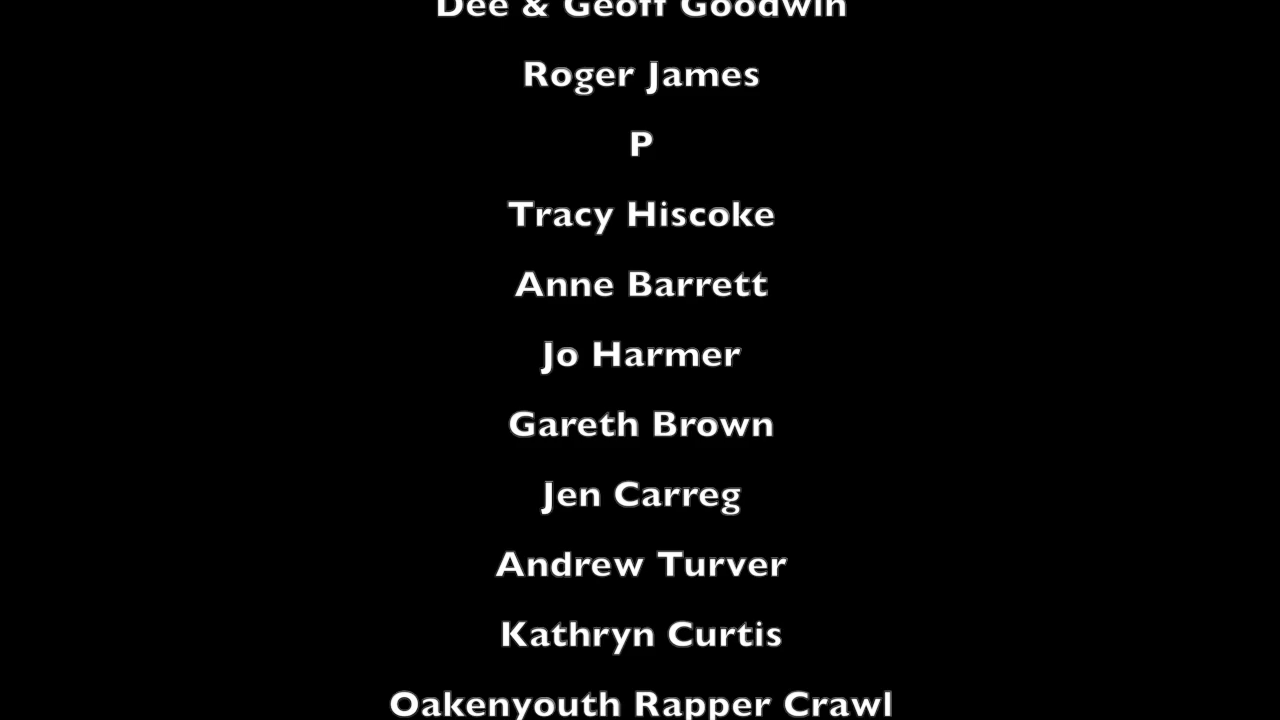 Dee & Geoff Goodwin
Roger James
P
Tracy Hiscoke
Anne Barrett
Jo Harmer
Gareth Brown
Jen Carreg
Andrew Turver
Kathryn Curtis
Oakenyouth Rapper Crawl